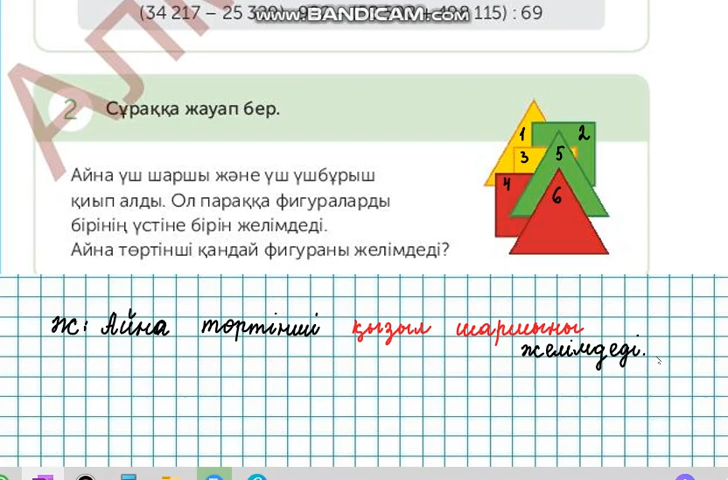 (34 217 – 25 3
115) : 69
www.BANDICAM.com
АЛМ
2 Сұраққа жауап бер.
Айна үш шаршы және үш үшбұрыш
қиып алды. Ол параққа фигураларды
бірінің үстіне бірін желімдеді.
Айна төртінші қандай фигураны желімдеді?
1
2
3
5
4
6
Ж: Айна төртінші қызыл шаршыны
желімдеді.